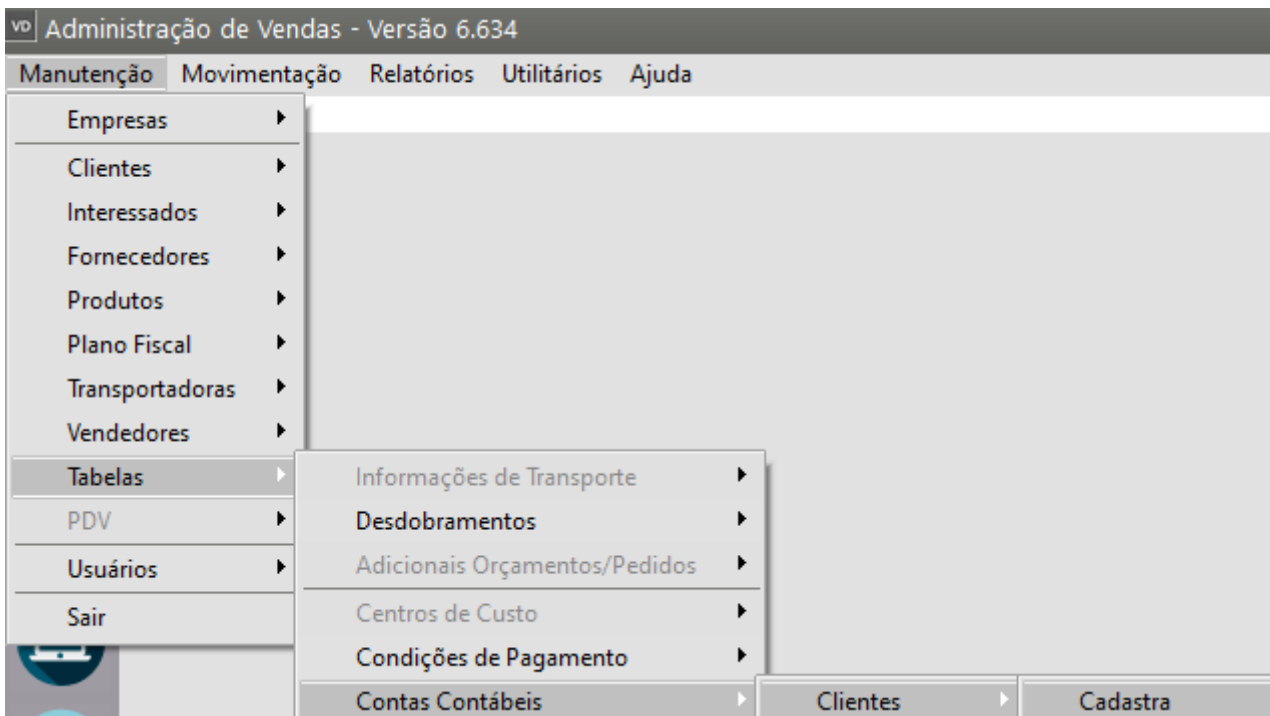 VD Administração de Vendas - Versão 6.634
Manutenção Movimentação Relatórios Utilitários Ajuda
Empresas
Clientes
Interessados
Fornecedores
Produtos
Plano Fiscal
Transportadoras
Vendedores
Tabelas
PDV
Usuários
Sair
Informações de Transporte
Desdobramentos
Adicionais Orçamentos/Pedidos
Centros de Custo
Condições de Pagamento
Contas Contábeis
Clientes
Cadastra